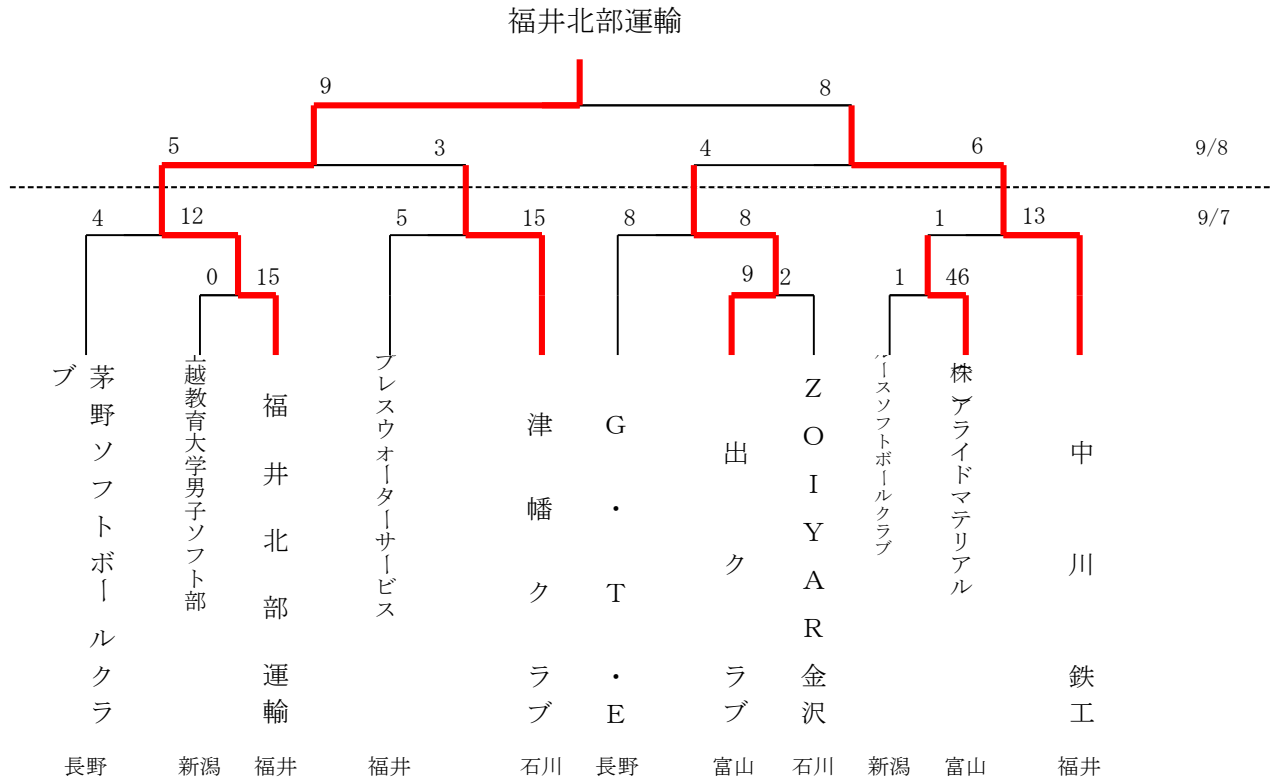 福井北部運輸
9 8
5 3 4 6 9/8
4 12 5 15 8 8 1 13 9/7
0 15 9 2 1 46
茅野ソフトボールクラブ
越教育大学男子ソフト部
福井北部運輸
プレスウオーターサービス
津幡クラブ
G・T・E
出クラブ
ZOIYAR金沢
ースソフトボールクラブ
株)アライドマテリアル
中川鉄工
長野 新潟 福井 福井 石川 長野 富山 石川 新潟 富山 福井